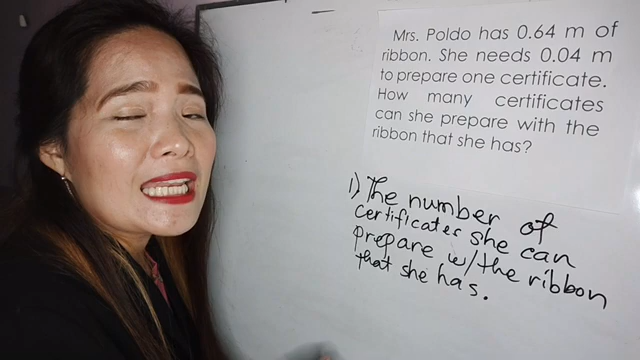 Mrs. Poldo has 0.64 m of
ribbon. She needs 0.04 m
to prepare one certificate.
How many certificates
can she prepare with the
ribbon that she has?
1) The number of
certificates she can
prepare w/ the ribbon
that she has.